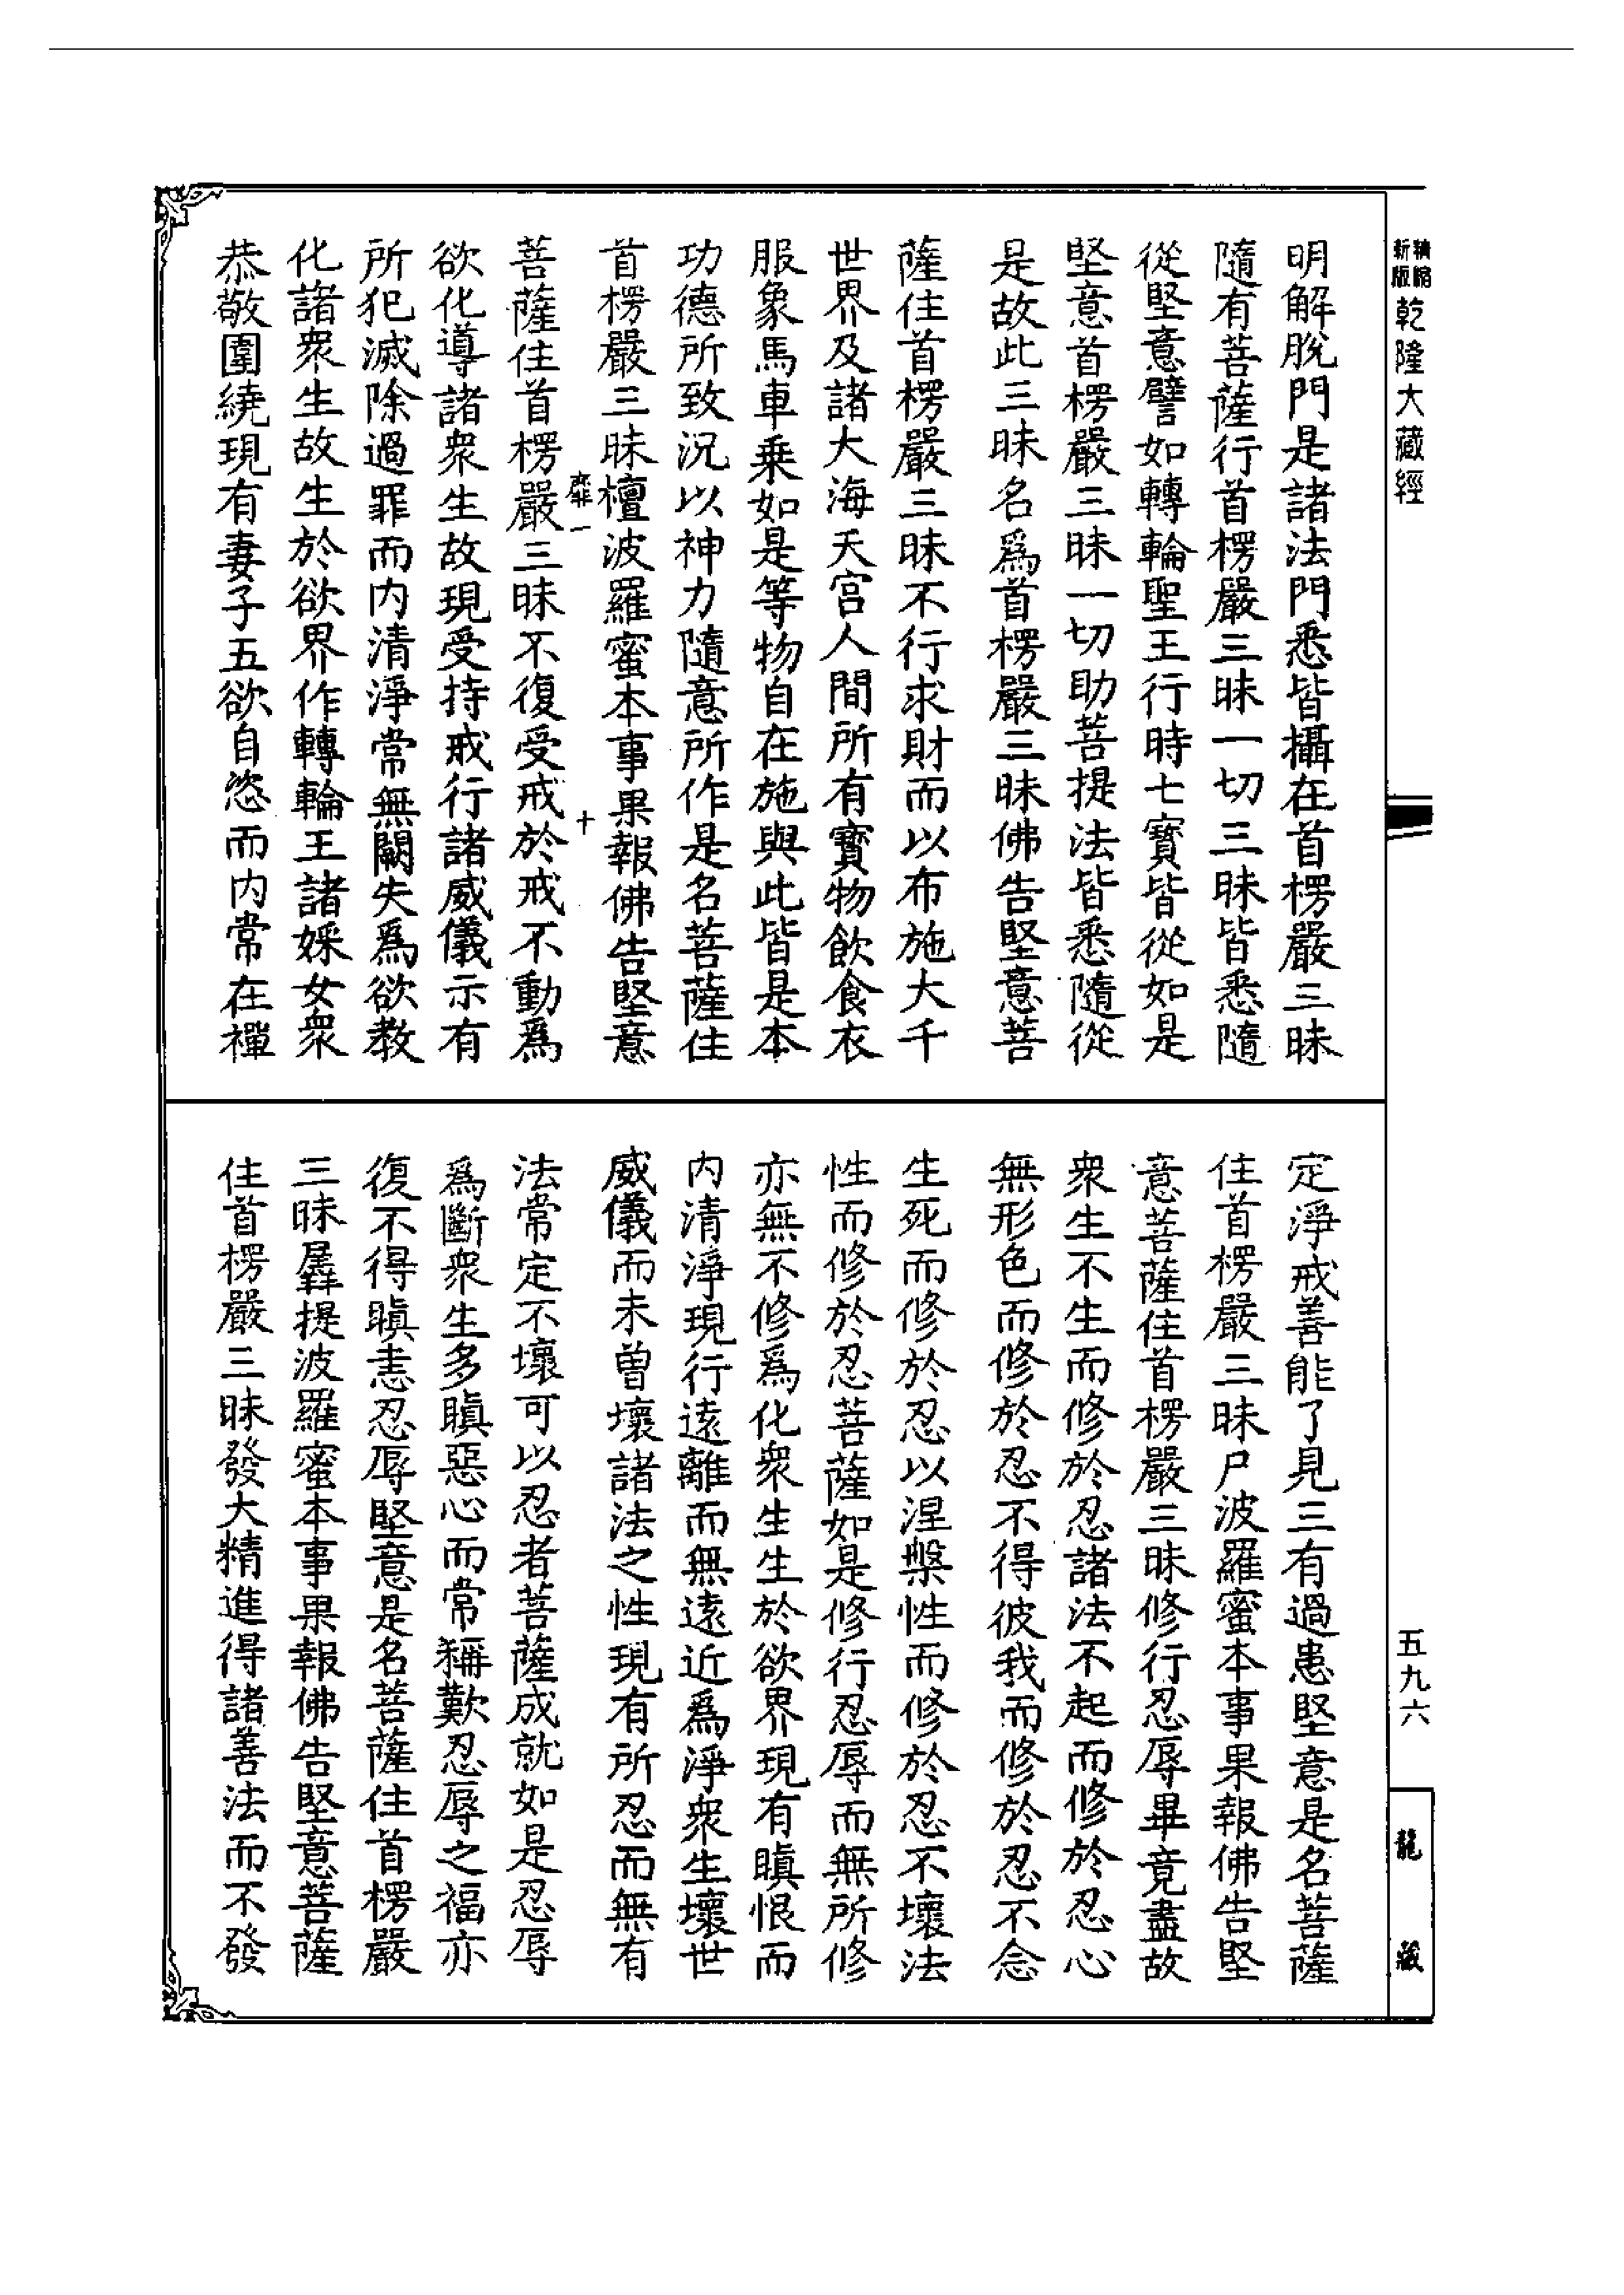 精縮新版
乾隆大藏經
明解脫門是諸法門悉皆攝在首楞嚴三昧
隨有菩薩行首楞嚴三昧一切三昧皆悉隨
從堅意譬如轉輪聖王行時七寶皆從如是
堅意首楞嚴三昧一切助菩提法皆悉隨從
是故此三昧名爲首楞嚴三昧佛告堅意菩
薩住首楞嚴三昧不行求財而以布施大千
世界及諸大海天宮人間所有寶物飲食衣
服象馬車乗如是等物自在施與此皆是本
功德所致況以神力隨意所作是名菩薩住
首楞嚴三昧檀波羅蜜本事果報佛告堅意
靡一
十
菩薩住首楞嚴三昧不復受戒於戒不動爲
欲化導諸衆生故現受持戒行諸威儀示有
所犯滅除過罪而内清淨常無闕失爲欲教
化諸衆生故生於欲界作轉輪王諸婇女衆
恭敬圍繞現有妻子五欲自恣而内常在禪
定淨戒善能了見三有過患堅意是名菩薩
住首楞嚴三昧尸波羅蜜本事果報佛告堅
意菩薩住首楞嚴三昧修行忍辱畢竟盡故
衆生不生而修於忍諸法不起而修於忍心
無形色而修於忍不得彼我而修於忍不念
生死而修於忍以涅槃性而修於忍不壞法
性而修於忍菩薩如是修行忍辱而無所修
亦無不修爲化衆生生於欲界現有瞋恨而
内清淨現行遠離而無遠近爲淨衆生壞世
威儀而未曾壞諸法之性現有所忍而無有
法常定不壞可以忍者菩薩成就如是忍辱
爲斷衆生多瞋惡心而常稱歎忍辱之福亦
復不得瞋恚忍辱堅意是名菩薩住首楞嚴
三昧羼提波羅蜜本事果報佛告堅意菩薩
住首楞嚴三昧發大精進得諸善法而不發
五九六
龍藏